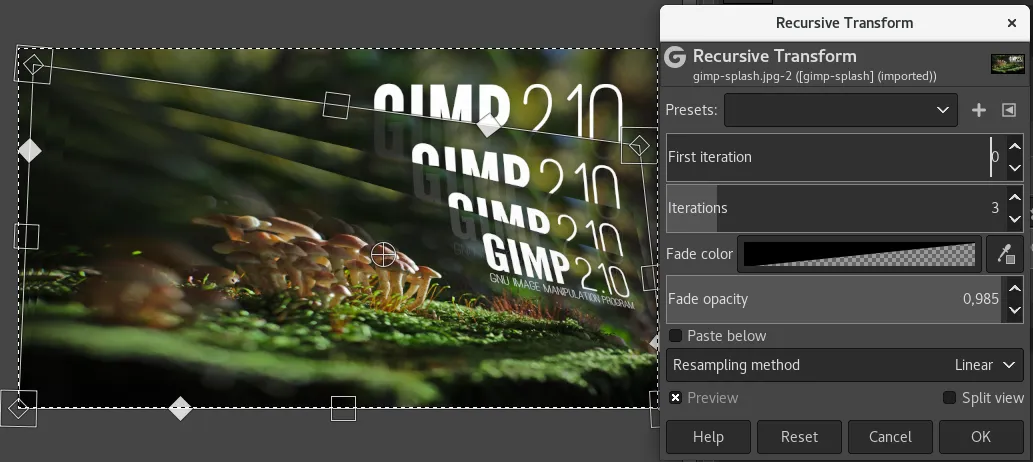 Recursive Transform
Recursive Transform
gimp-splash.jpg-2 ([gimp-splash] (imported))
Presets:
First iteration 0
Iterations 3
Fade color
Fade opacity 0,985
Paste below
Resampling method Linear
Preview Split view
Help Reset Cancel OK
GIMP 2.10
GIMP 2.10
GIMP 2.10
GIMP 2.10
GNU IMAGE MANIPULATION PROGRAM